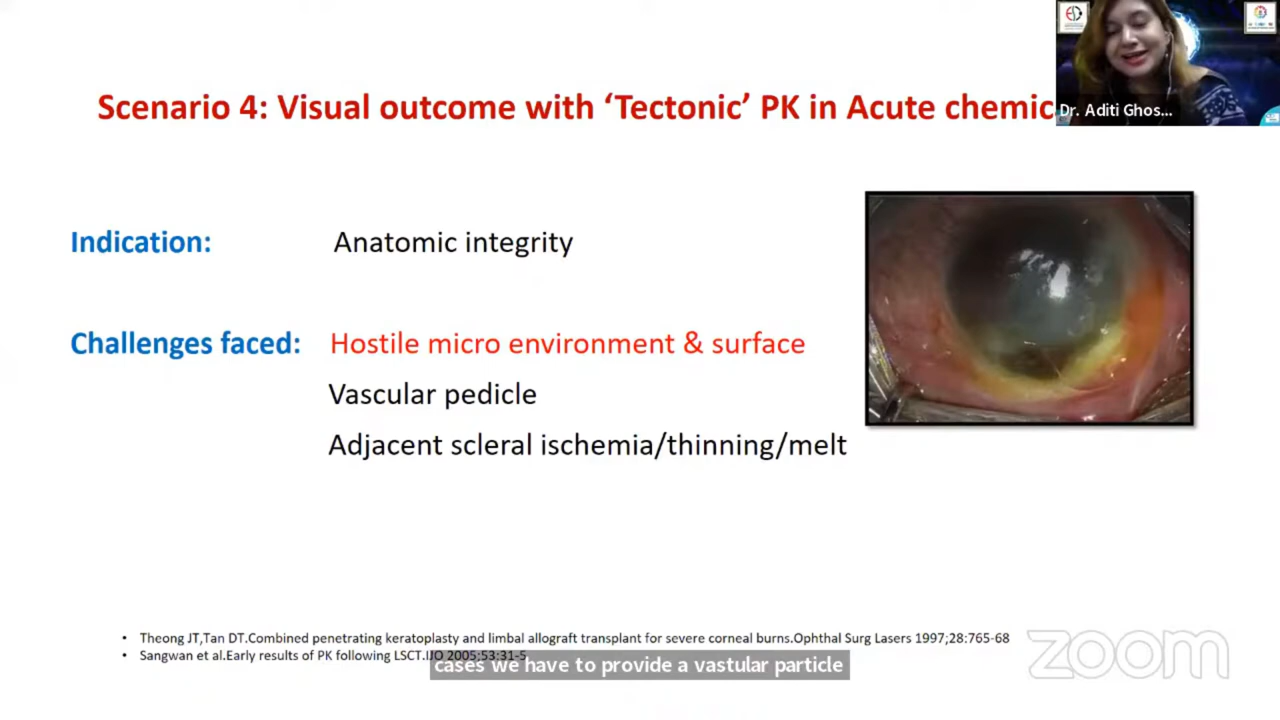 Scenario 4: Visual outcome with ‘Tectonic’ PK in Acute chemic
Dr. Aditi Ghos...
Indication: Anatomic integrity
Challenges faced: Hostile micro environment & surface
Vascular pedicle
Adjacent scleral ischemia/thinning/melt
• Theong JT,Tan DT.Combined penetrating keratoplasty and limbal allograft transplant for severe corneal burns.Ophthal Surg Lasers 1997;28:765-68
• Sangwan et al.Early results of PK following LSCT.IJO 2005;53:31-5
cases we have to provide a vastular particle
zoom